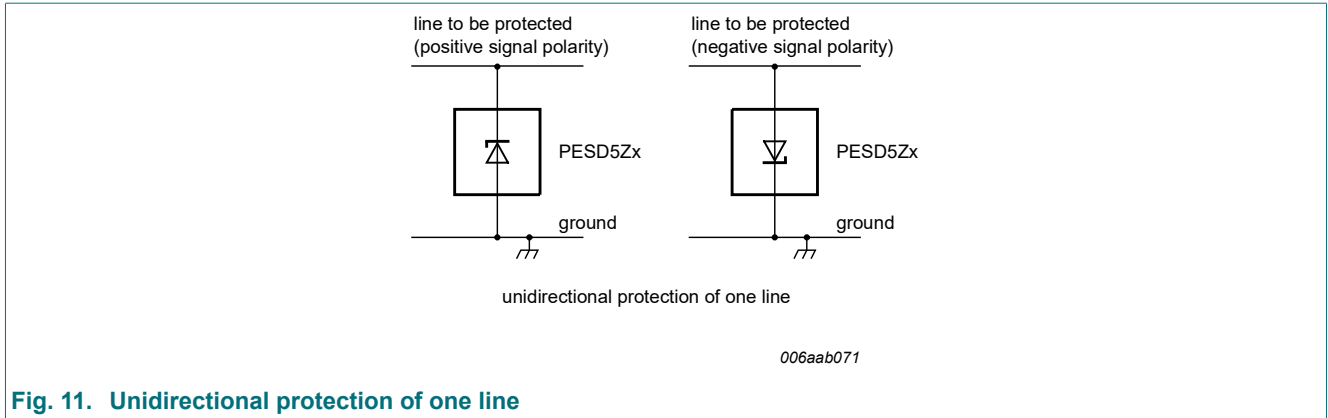 line to be protected
(positive signal polarity)
line to be protected
(negative signal polarity)
PESD5Zx
PESD5Zx
ground
ground
unidirectional protection of one line
006aab071
Fig. 11. Unidirectional protection of one line